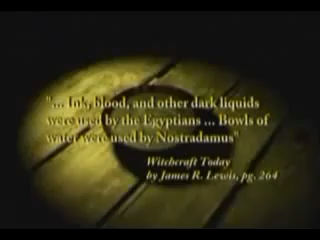 "... Ink, blood, and other dark liquids
were used by the Egyptians ... Bowls of
water were used by Nostradamus"
Witchcraft Today
by James R. Lewis, pg. 264